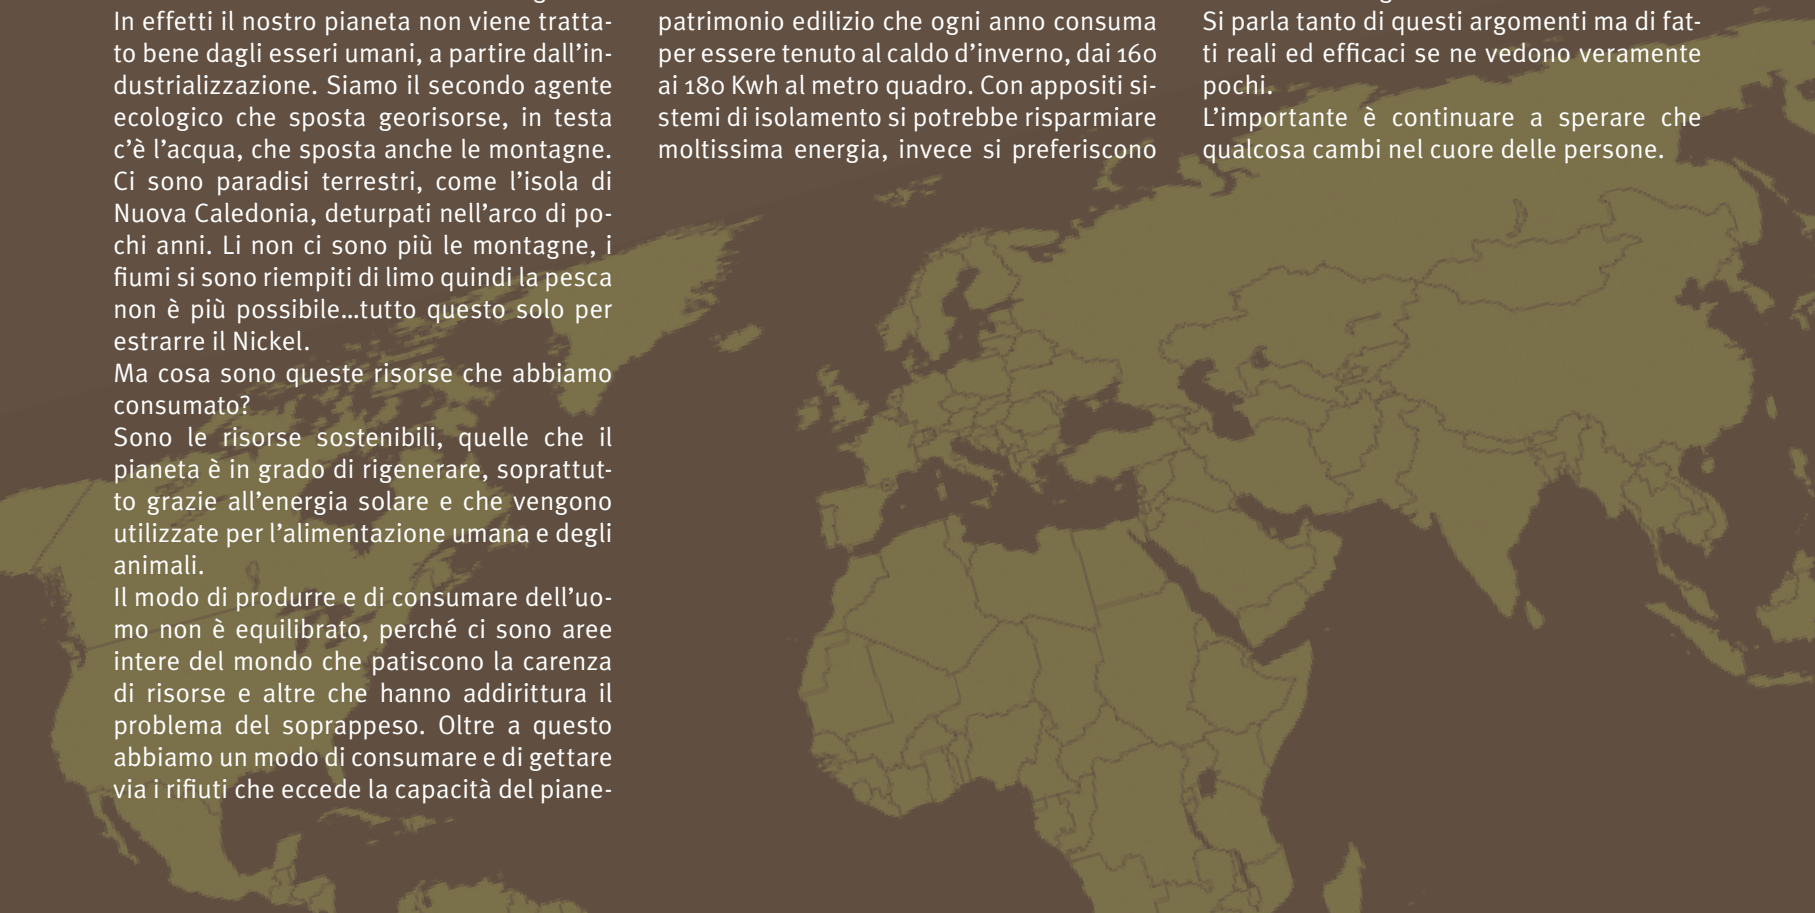 In effetti il nostro pianeta non viene tratta-
to bene dagli esseri umani, a partire dall’in-
dustrializzazione. Siamo il secondo agente
ecologico che sposta georisorse, in testa
c’è l’acqua, che sposta anche le montagne.
Ci sono paradisi terrestri, come l’isola di
Nuova Caledonia, deturpati nell’arco di po-
chi anni. Li non ci sono più le montagne, i
fiumi si sono riempiti di limo quindi la pesca
non è più possibile...tutto questo solo per
estrarre il Nickel.
Ma cosa sono queste risorse che abbiamo
consumato?
Sono le risorse sostenibili, quelle che il
pianeta è in grado di rigenerare, soprattut-
to grazie all’energia solare e che vengono
utilizzate per l’alimentazione umana e degli
animali.
Il modo di produrre e di consumare dell’uo-
mo non è equilibrato, perché ci sono aree
intere del mondo che patiscono la carenza
di risorse e altre che hanno addirittura il
problema del soprappeso. Oltre a questo
abbiamo un modo di consumare e di gettare
via i rifiuti che eccede la capacità del piane-
patrimonio edilizio che ogni anno consuma
per essere tenuto al caldo d’inverno, dai 160
ai 180 Kwh al metro quadro. Con appositi si-
stemi di isolamento si potrebbe risparmiare
moltissima energia, invece si preferiscono
Si parla tanto di questi argomenti ma di fat-
ti reali ed efficaci se ne vedono veramente
pochi.
L’importante è continuare a sperare che
qualcosa cambi nel cuore delle persone.